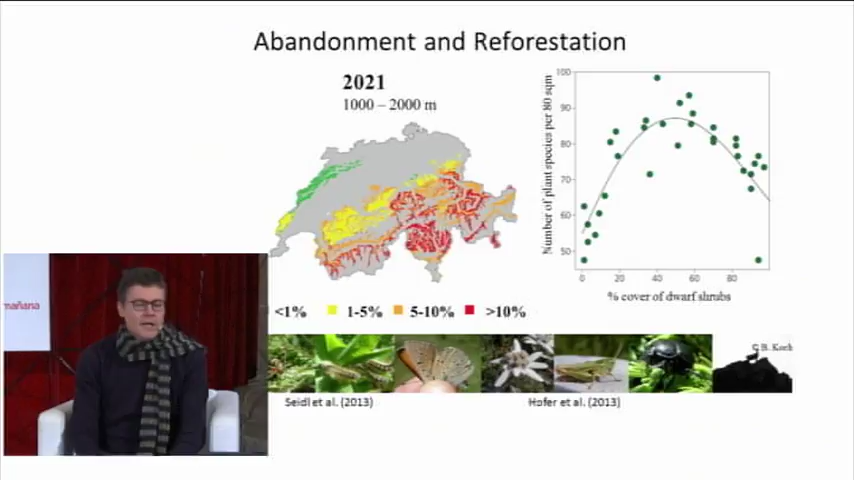 Abandonment and Reforestation
2021
1000 – 2000 m
<1%
1-5%
5-10%
>10%
Number of plant species per 80 sqm
100
90
80
70
60
50
0
20
40
60
80
% cover of dwarf shrubs
© B. Koch
Seidl et al. (2013)
Hofer et al. (2013)
mañana